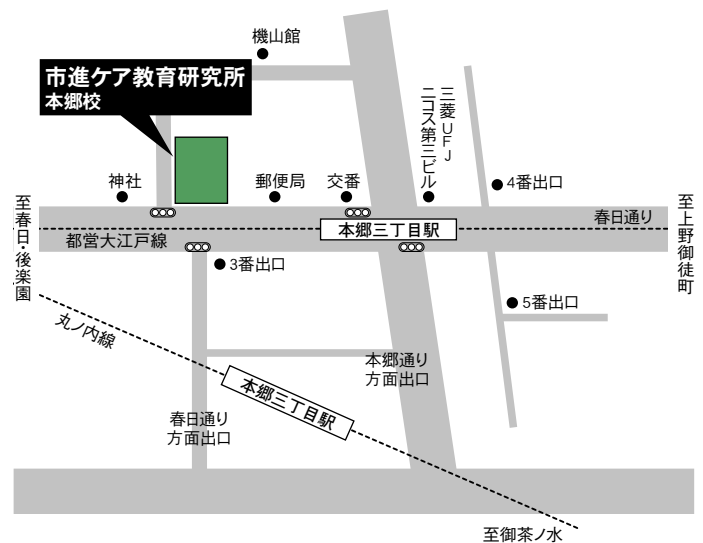 機山館
市進ケア教育研究所
本郷校
三菱UFJ
ニコス第三ビル
神社
郵便局
交番
4番出口
至春日・後楽園
春日通り
至上野御徒町
本郷三丁目駅
都営大江戸線
3番出口
5番出口
丸ノ内線
本郷通り
方面出口
本郷三丁目駅
春日通り
方面出口
至御茶ノ水